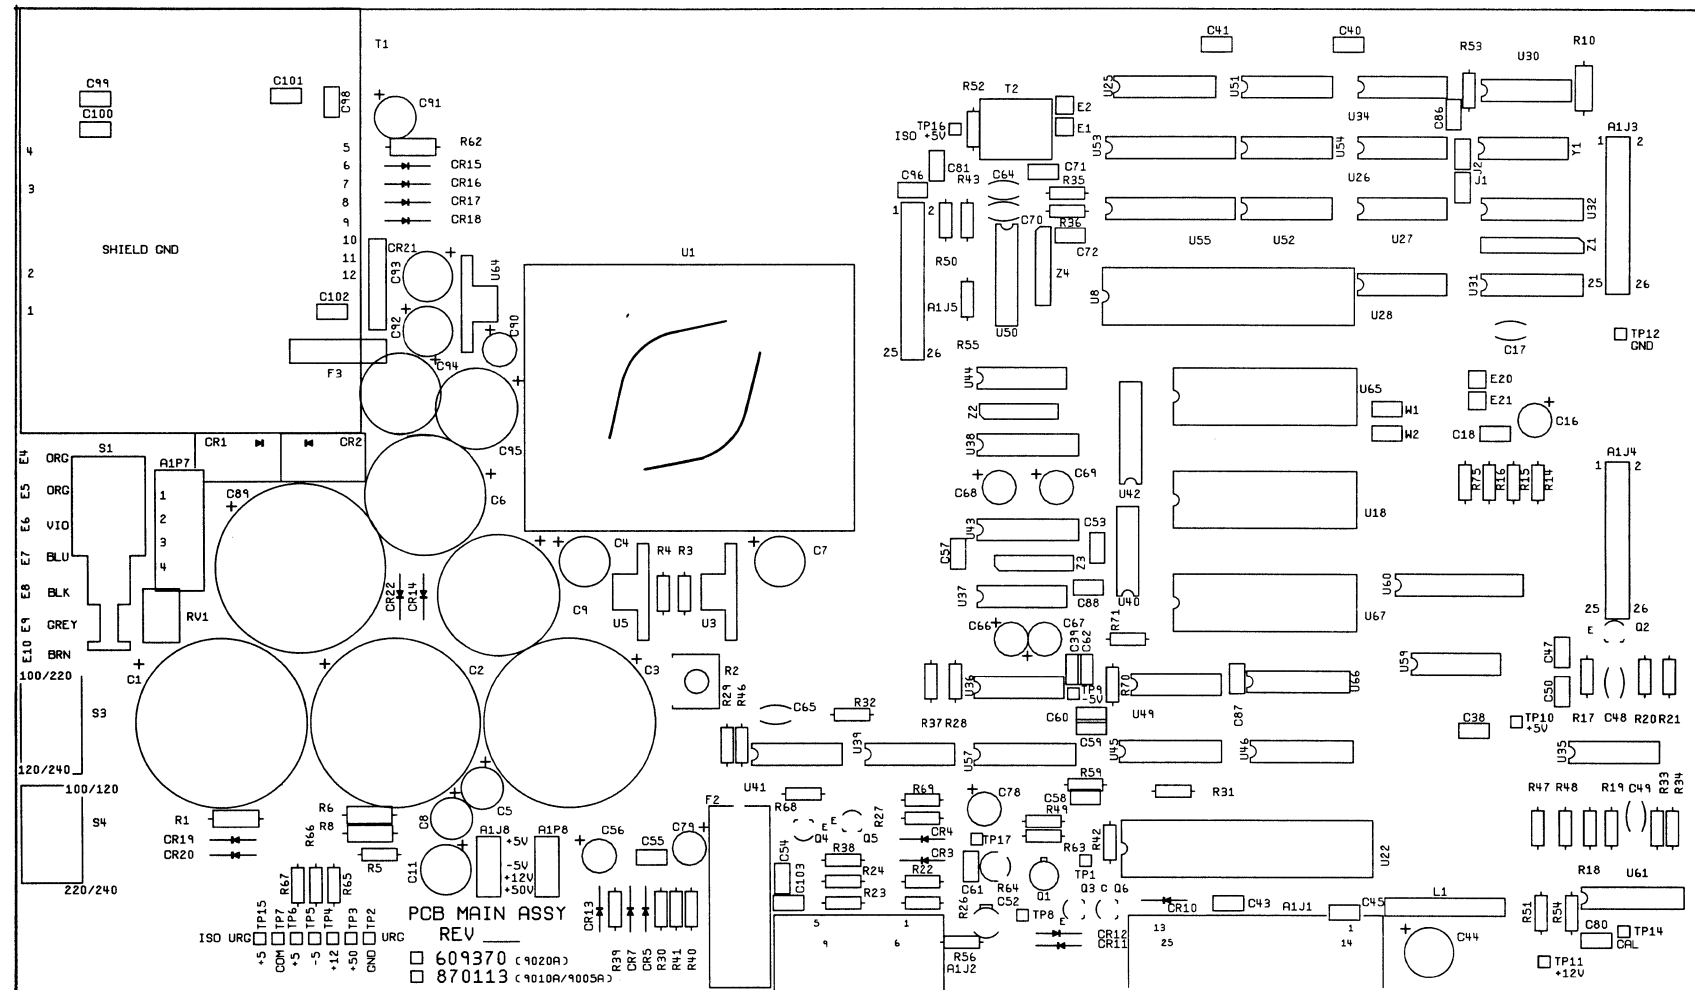 T1
C41
C40
R53
U30
R10
C99
C101
C98
C91
R52
T2
E2
U25
U51
C100
TP16
ISO +5V
E1
U34
C86
A1J3
4
5
R62
U53
U54
Y1
1
2
6
CR15
C81
C71
J2
7
CR16
C96
R43
C64
R35
U26
J1
3
8
CR17
9
CR18
1
2
C70
R36
U32
10
CR21
SHIELD GND
11
U1
R50
C72
U55
U52
U27
Z1
2
12
C93
U64
Z4
U8
U31
25
26
1
C102
C92
C90
A1J5
U50
U28
TP12
GND
25
26
R55
C17
F3
C94
U44
U65
E20
E21
Z2
W1
C16
W2
C18
S1
CR1
CR2
C95
U38
E4
ORG
A1P7
A1J4
1
2
C89
C6
C68
C69
U42
R75
R16
R15
R14
E5
ORG
1
E6
VIO
2
U43
C53
U18
3
C4
R4
R3
C7
C57
E7
BLU
4
Z3
U60
E8
BLK
CR22
CR14
C9
U37
C88
U40
RV1
U5
U3
U67
25
26
E9
GREY
C66
C67
R71
E
Q2
E10
BRN
C39
C62
C47
100/220
C1
C2
C3
R2
U36
TP9
-5V
R70
U66
U59
C50
S3
R29
R46
C65
R32
R37
R28
C60
U49
C87
C38
TP10
+5V
R17
C48
R20
R21
C59
U39
U57
U45
U46
U35
120/240
100/120
U41
R59
C5
F2
R68
R69
C78
C58
R31
R47
R48
R19
C49
R33
R34
S4
R1
R6
R8
C8
A1J8
A1P8
C56
C55
C79
E
Q4
E
Q5
R27
CR4
R49
CR19
R66
+5V
TP17
R42
CR20
R5
C11
-5V
C54
R38
CR3
R63
TP1
U22
+12V
R24
R22
C61
R64
Q1
R18
U61
220/240
R67
R65
+50V
C103
R23
R26
C52
Q3
C
Q6
L1
PCB MAIN ASSY
REV
CR13
5
1
TP8
E
CR10
C43
A1J1
C45
R51
R54
TP15
TP7
TP6
TP5
TP4
TP3
TP2
13
1
C80
TP14
CAL
ISO URG
URG
9
6
CR12
25
14
C44
+5
COM
+5
-5
+12
+50
GND
609370 (9020A)
R39
CR7
CR5
R30
R41
R40
R56
CR11
TP11
+12V
870113 (9010A/9005A)
A1J2